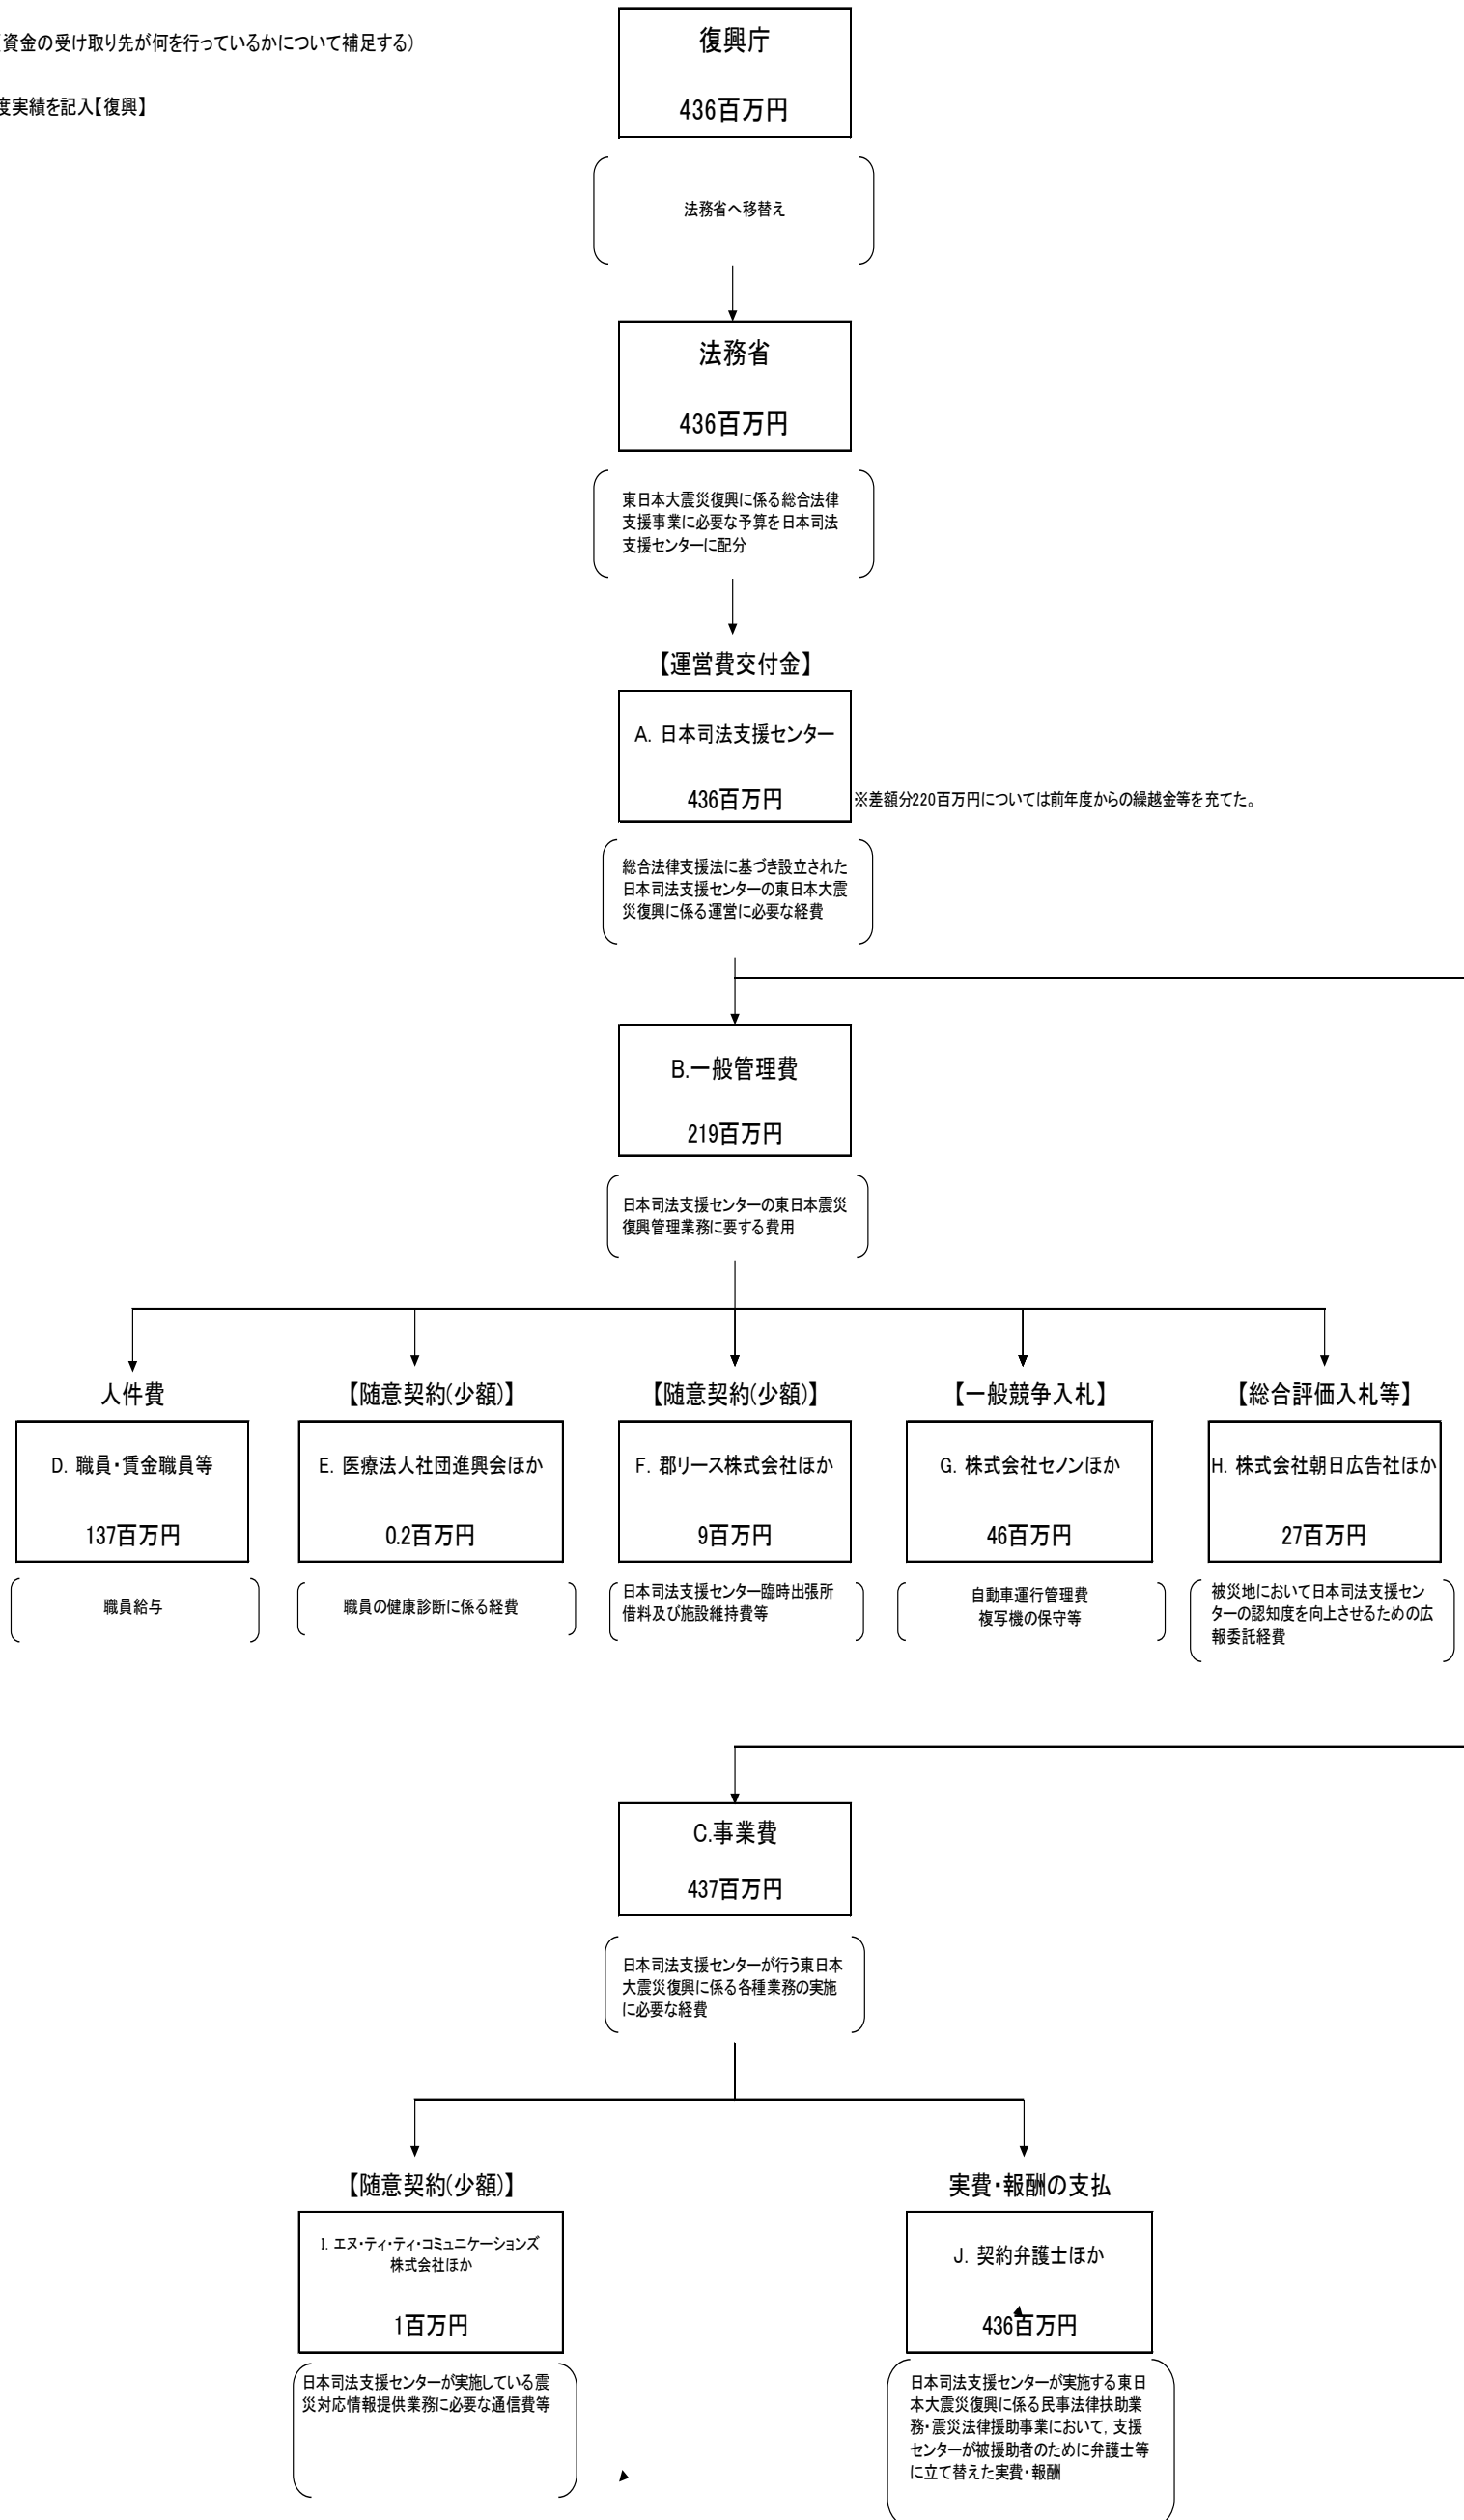 資金の受け取り先が何を行っているかについて補足する）
度実績を記入【復興】
復興庁
436百万円
法務省へ移替え
法務省
436百万円
東日本大震災復興に係る総合法律
支援事業に必要な予算を日本司法
支援センターに配分
【運営費交付金】
A. 日本司法支援センター
436百万円
※差額分220百万円については前年度からの繰越金等を充てた。
総合法律支援法に基づき設立された
日本司法支援センターの東日本大震
災復興に係る運営に必要な経費
B.一般管理費
219百万円
日本司法支援センターの東日本震災
復興管理業務に要する費用
人件費
D. 職員・賃金職員等
137百万円
職員給与
【随意契約(少額)】
E. 医療法人社団進興会ほか
0.2百万円
職員の健康診断に係る経費
【随意契約(少額)】
F. 郡リース株式会社ほか
9百万円
日本司法支援センター臨時出張所
借料及び施設維持費等
【一般競争入札】
G. 株式会社セノンほか
46百万円
自動車運行管理費
複写機の保守等
【総合評価入札等】
H. 株式会社朝日広告社ほか
27百万円
被災地において日本司法支援セン
ターの認知度を向上させるための広
報委託経費
C.事業費
437百万円
日本司法支援センターが行う東日本
大震災復興に係る各種業務の実施
に必要な経費
【随意契約(少額)】
I. エヌ・ティ・ティ・コミュニケーションズ
株式会社ほか
1百万円
日本司法支援センターが実施している震
災対応情報提供業務に必要な通信費等
実費・報酬の支払
J. 契約弁護士ほか
436百万円
日本司法支援センターが実施する東日
本大震災復興に係る民事法律扶助業
務・震災法律援助事業において, 支援
センターが被援助者のために弁護士等
に立て替えた実費・報酬